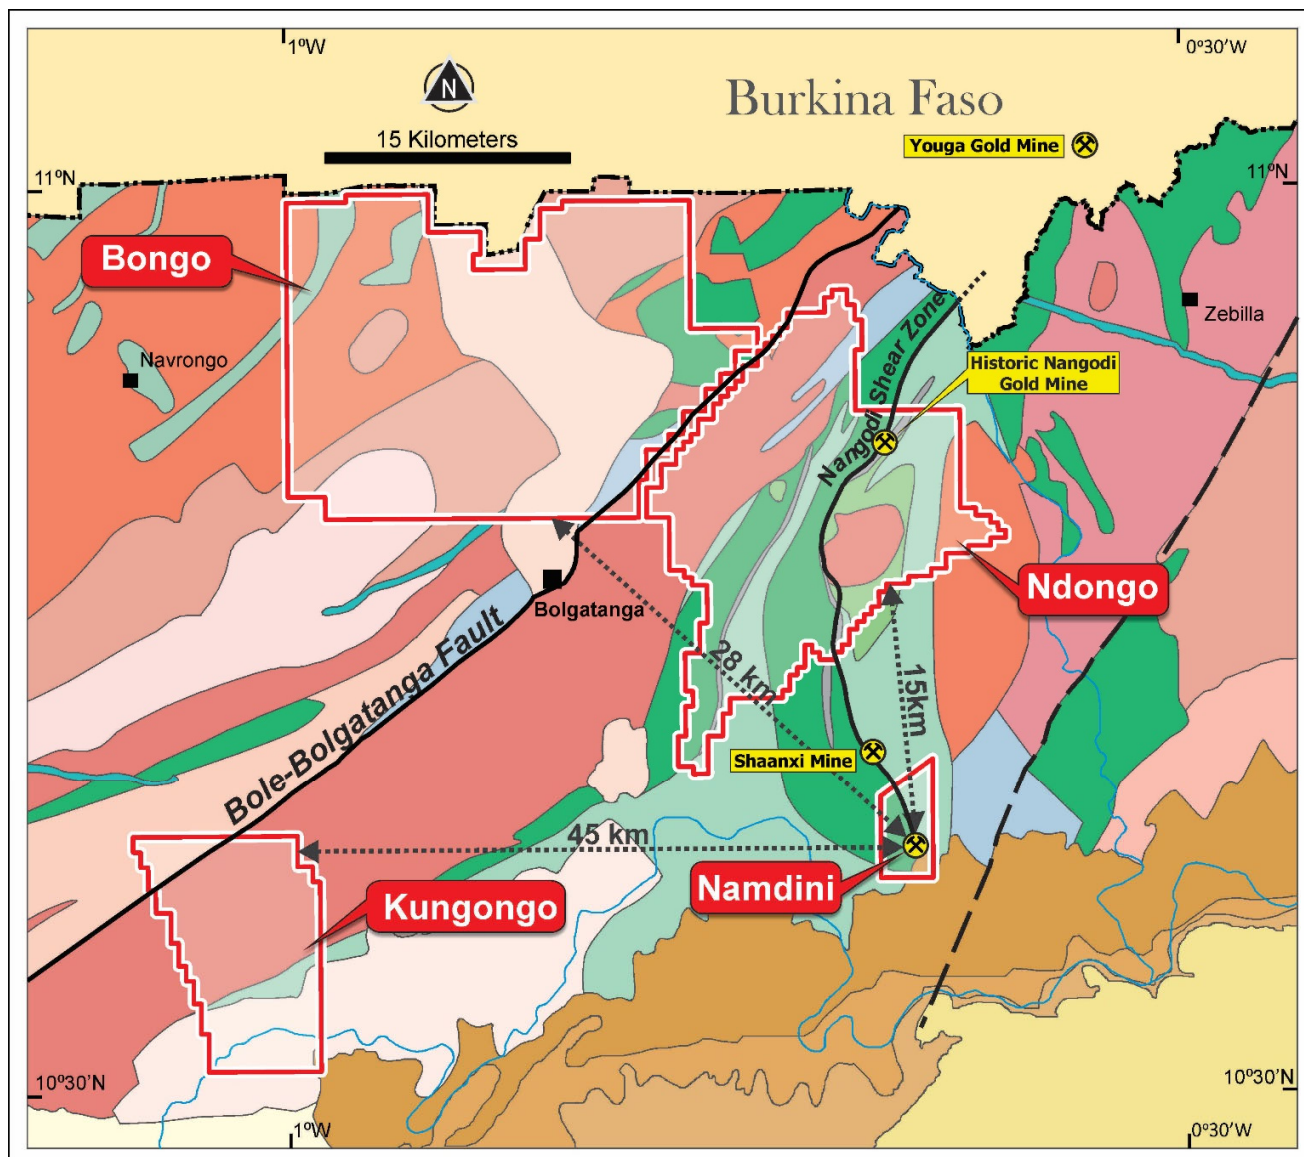 1ºW
0º30'W
N
Burkina Faso
15 Kilometers
Youga Gold Mine
11ºN
11ºN
Bongo
Zebilla
Navrongo
Nangodi Shear Zone
Historic Nangodi
Gold Mine
Bolgatanga
Ndongo
Bole-Bolgatanga Fault
28 km
15km
Shaanxi Mine
45 km
Namdini
Kungongo
10º30'N
10º30'N
1ºW
0º30'W